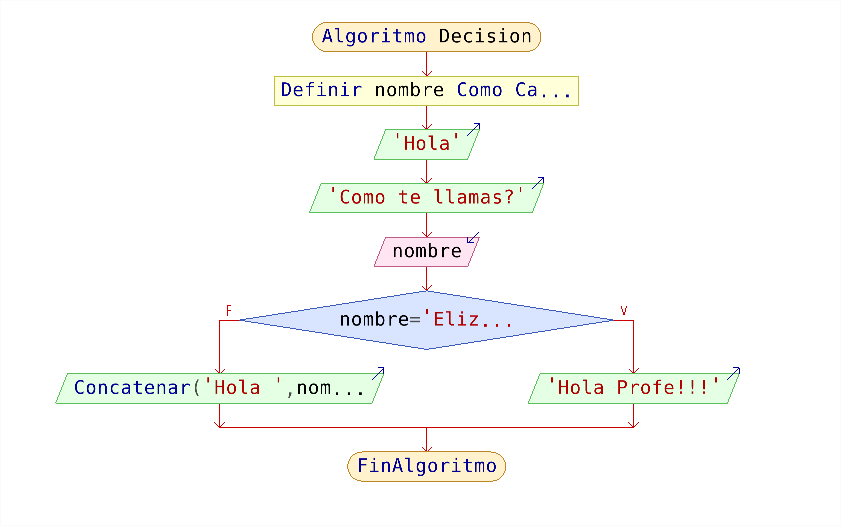 Algoritmo Decision
Definir nombre Como Ca...
'Hola'
'Como te llamas?'
nombre
nombre='Eliz...
F
V
Concatenar('Hola ',nom...
'Hola Profe!!!'
FinAlgoritmo